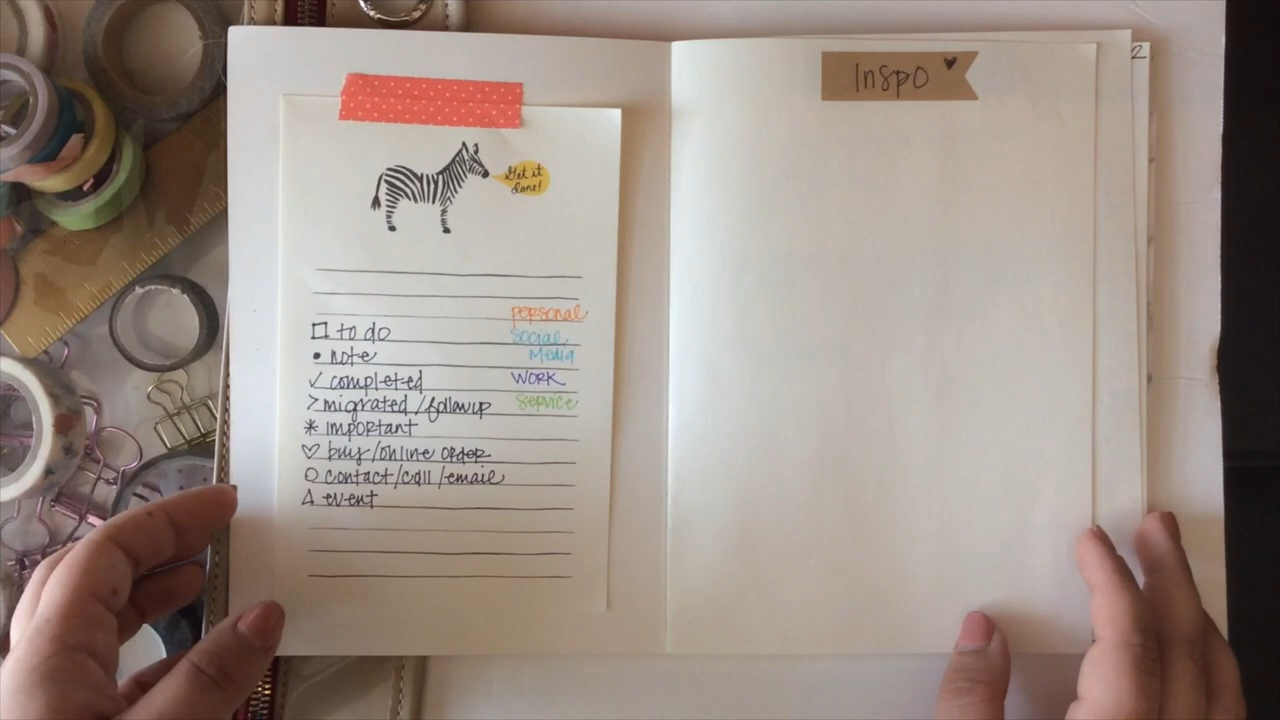 Get it
done!
personal
□ to do
social
• note
Media
✓ completed
WORK
> migrated/followup
service
* important
♡ buy/online order
○ contact/call/email
△ event
Inspo ♥
2